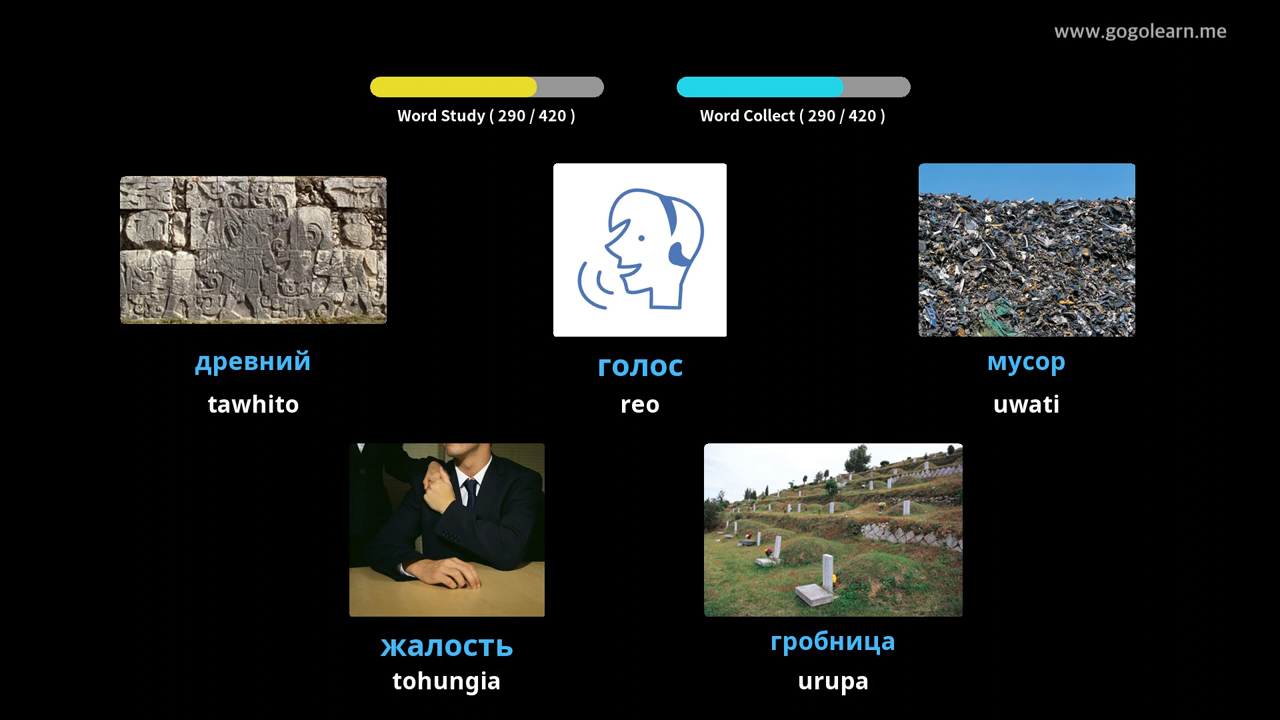 www.gogolearn.me
Word Study ( 290 / 420 )
Word Collect ( 290 / 420 )
древний
голос
мусор
tawhito
reo
uwati
жалость
гробница
tohungia
urupa